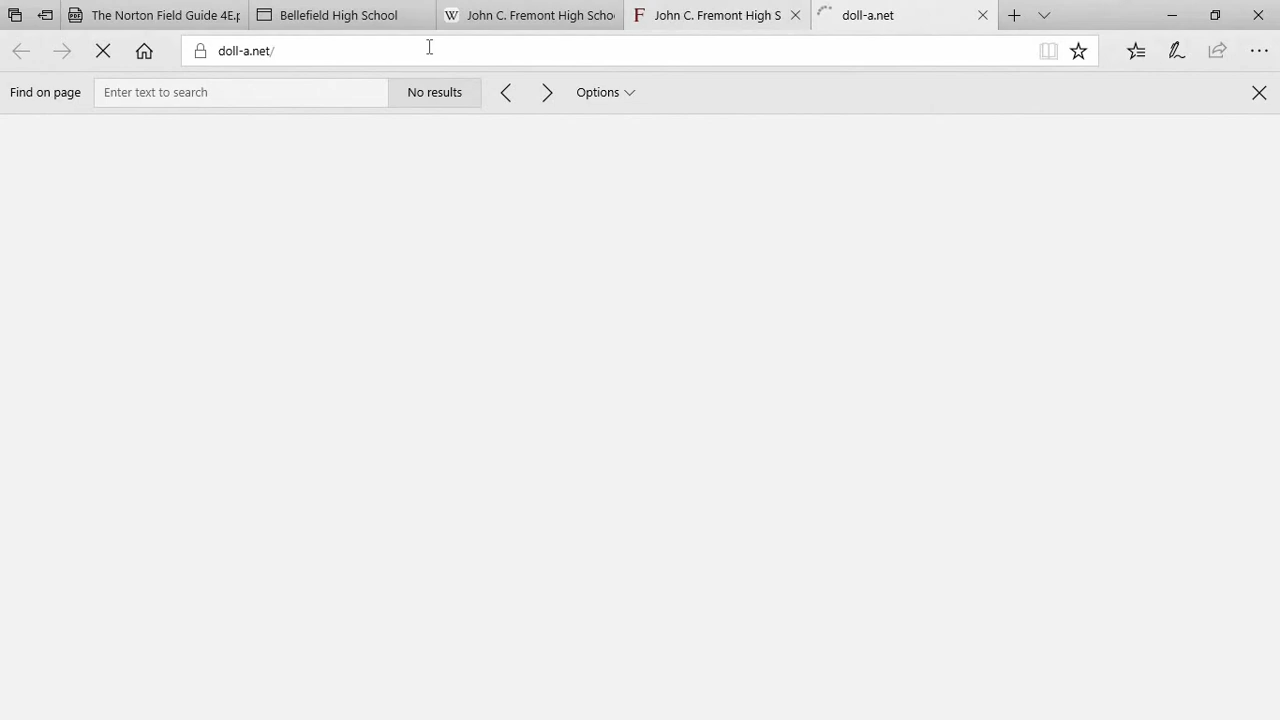 The Norton Field Guide 4E.p
Bellefield High School
W John C. Fremont High Scho
F John C. Fremont High S
doll-a.net
doll-a.net/
Find on page
Enter text to search
No results
Options